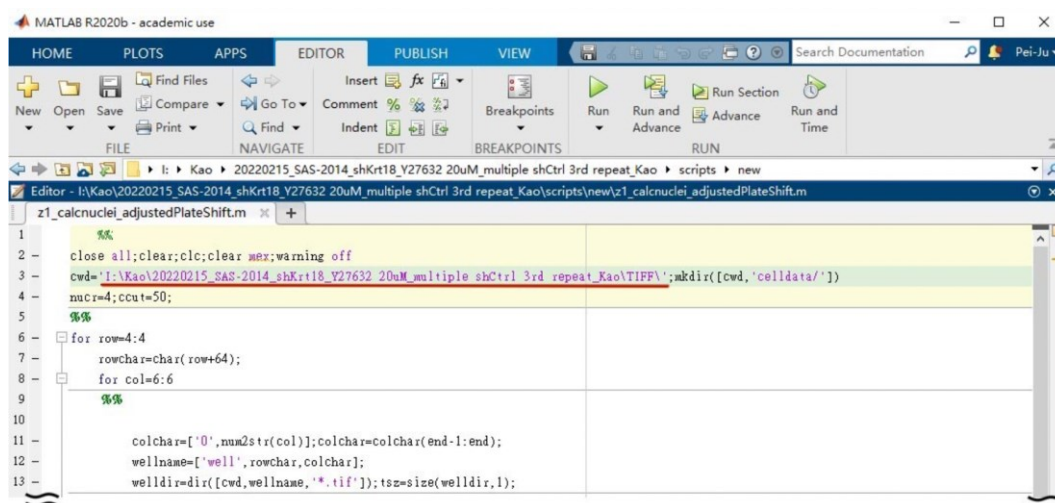 MATLAB R2020b - academic use
HOME PLOTS APPS EDITOR PUBLISH VIEW Search Documentation Pei-Ju
New Open Save Find Files Compare Print Go To Find Insert fx Comment % Indent Breakpoints Run Run and Advance Run Section Advance Run and Time
FILE NAVIGATE EDIT BREAKPOINTS RUN
I: Kao 20220215_SAS-2014_shKrt18_Y27632 20uM_multiple shCtrl 3rd repeat_Kao scripts new
Editor - I:\Kao\20220215_SAS-2014_shKrt18_Y27632 20uM_multiple shCtrl 3rd repeat_Kao\scripts\new\z1_calcnuclei_adjustedPlateShift.m
z1_calcnuclei_adjustedPlateShift.m × +
1 %%
2 – close all;clear;clc;clear mex;warning off
3 – cwd='I:\Kao\20220215_SAS-2014_shKrt18_Y27632 20uM_multiple shCtrl 3rd repeat_Kao\TIFF\';mkdir([cwd,'celldata/'])
4 – nucr=4;ccut=50;
5 %%
6 – for row=4:4
7 – rowchar=char(row+64);
8 – for col=6:6
9 %%
10
11 – colchar=['0',num2str(col)];colchar=colchar(end-1:end);
12 – wellname=['well',rowchar,colchar];
13 – welldir=dir([cwd,wellname,'*.tif']);tsz=size(welldir,1);